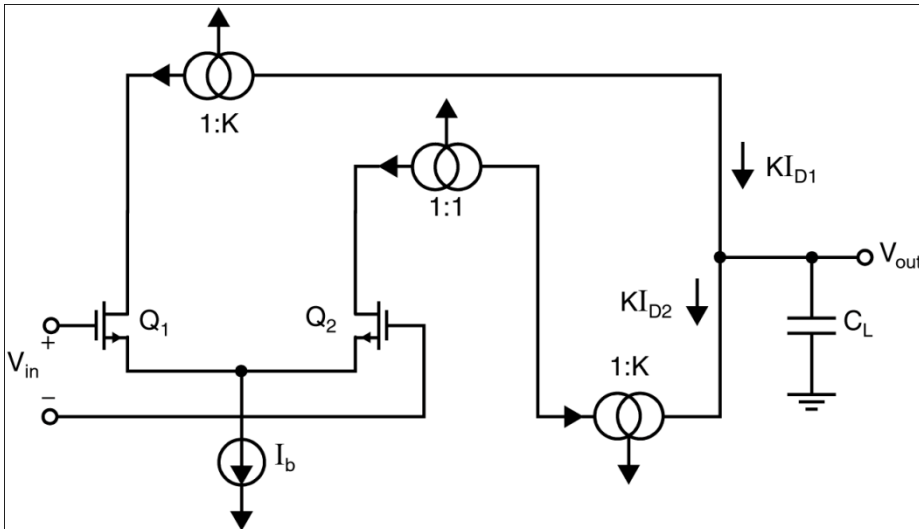 1:K
1:1
KI_D1
V_out
KI_D2
C_L
1:K
Q_1
Q_2
+
V_in
−
I_b